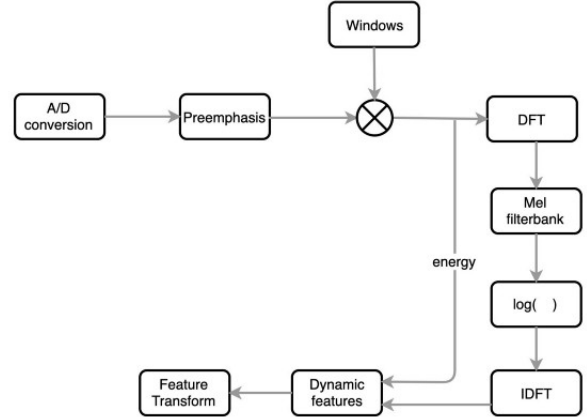 Windows
A/D
conversion
Preemphasis
DFT
Mel
filterbank
energy
log( )
Feature
Transform
Dynamic
features
IDFT